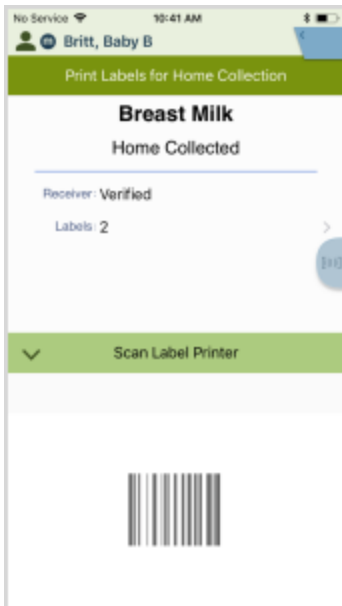 No Service 10:41 AM
Britt, Baby B
Print Labels for Home Collection
Breast Milk
Home Collected
Receiver: Verified
Labels: 2
Scan Label Printer